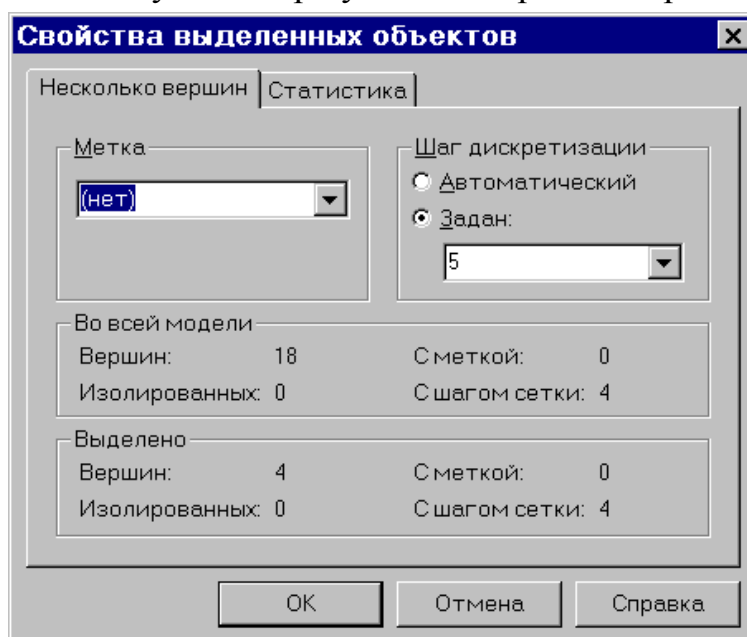 Свойства выделенных объектов
Несколько вершин Статистика
Метка
(нет)
Шаг дискретизации
Автоматический
Задан:
5
Во всей модели
Вершин: 18 С меткой: 0
Изолированных: 0 С шагом сетки: 4
Выделено
Вершин: 4 С меткой: 0
Изолированных: 0 С шагом сетки: 4
OK Отмена Справка